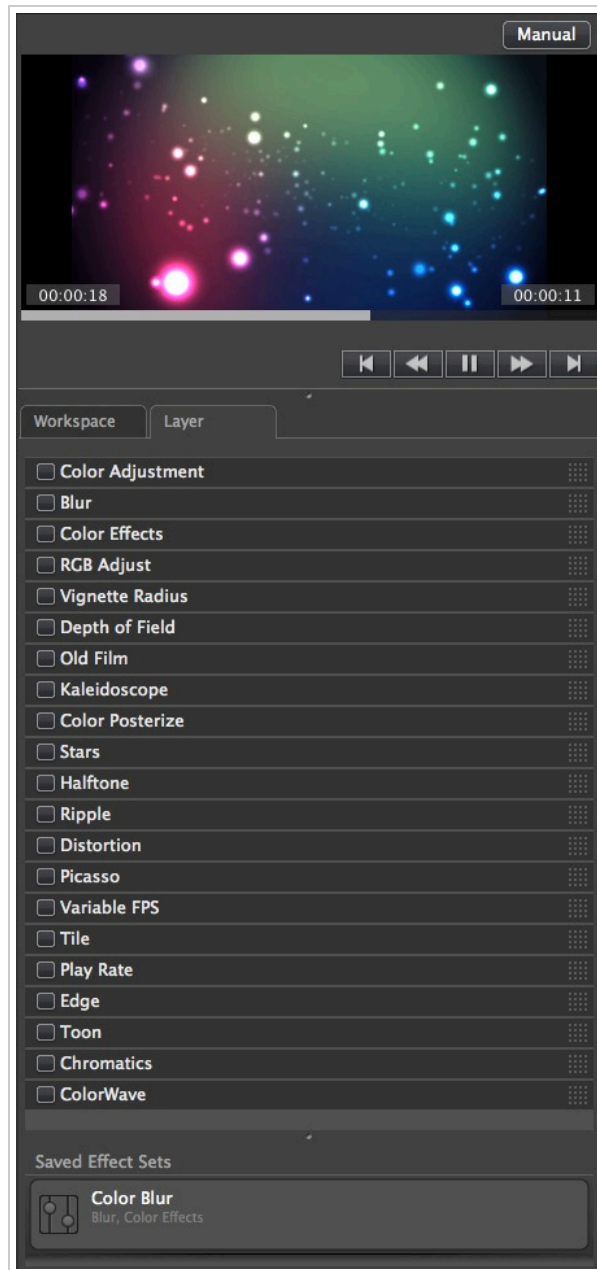 Manual
00:00:18 00:00:11
Workspace Layer
Color Adjustment
Blur
Color Effects
RGB Adjust
Vignette Radius
Depth of Field
Old Film
Kaleidoscope
Color Posterize
Stars
Halftone
Ripple
Distortion
Picasso
Variable FPS
Tile
Play Rate
Edge
Toon
Chromatics
ColorWave
Saved Effect Sets
Color Blur
Blur, Color Effects